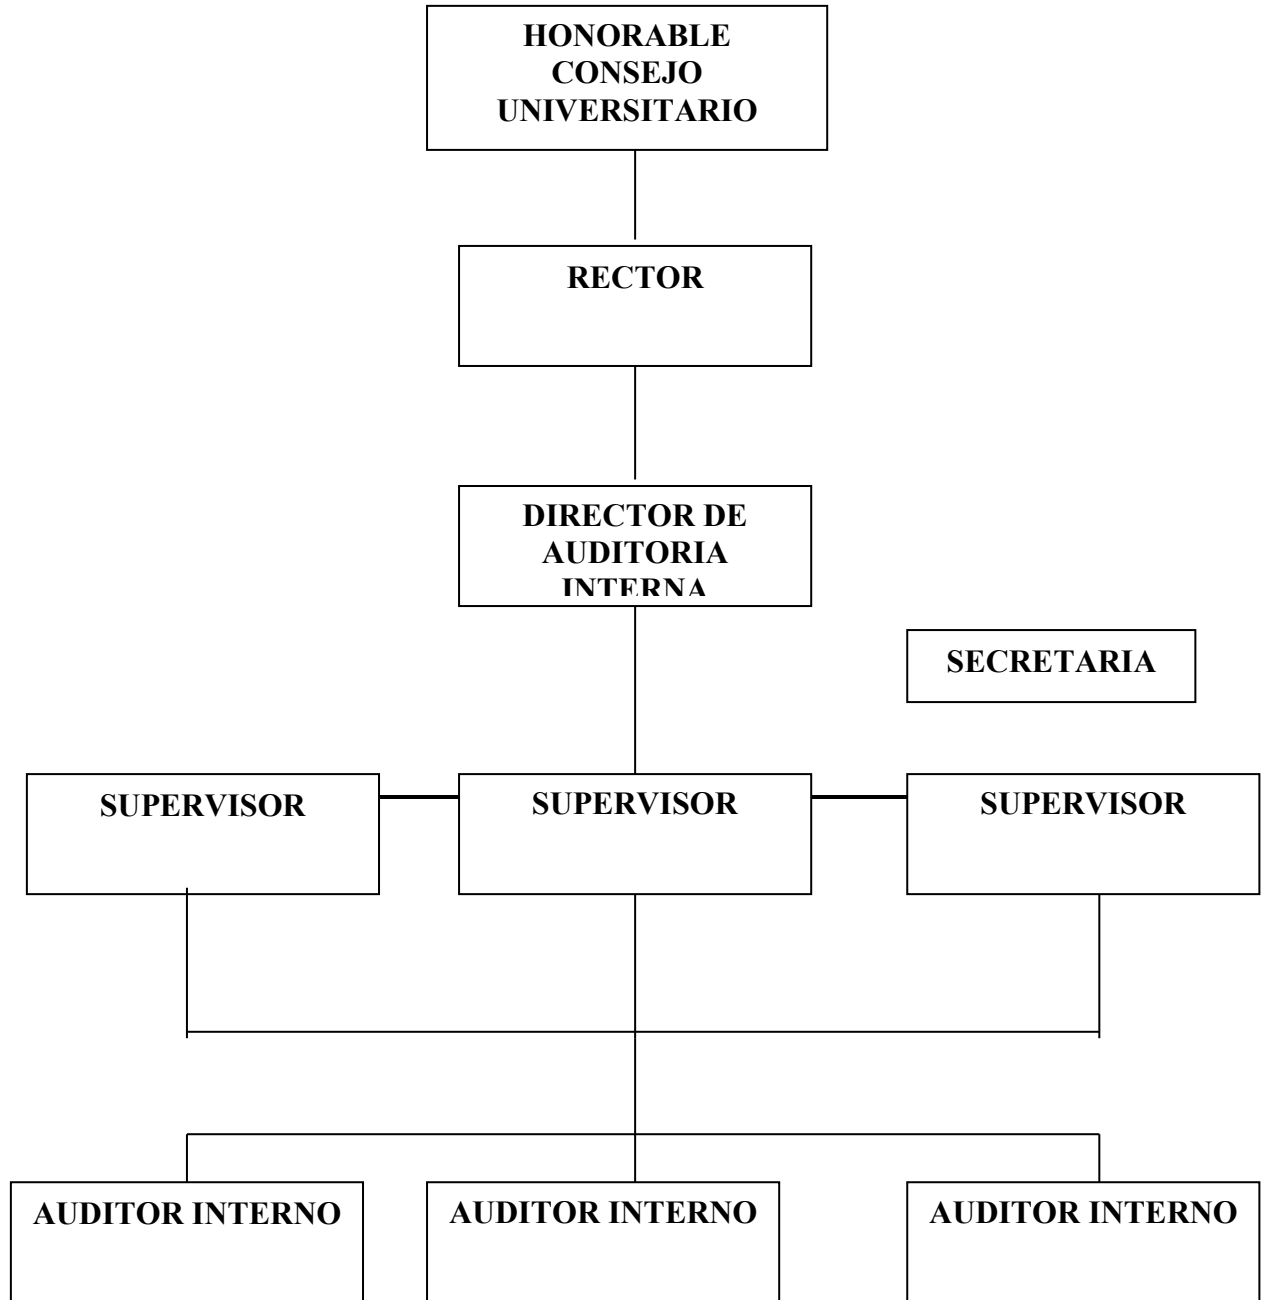 HONORABLE
CONSEJO
UNIVERSITARIO
RECTOR
DIRECTOR DE
AUDITORIA
INTERNA
SECRETARIA
SUPERVISOR
SUPERVISOR
SUPERVISOR
AUDITOR INTERNO
AUDITOR INTERNO
AUDITOR INTERNO